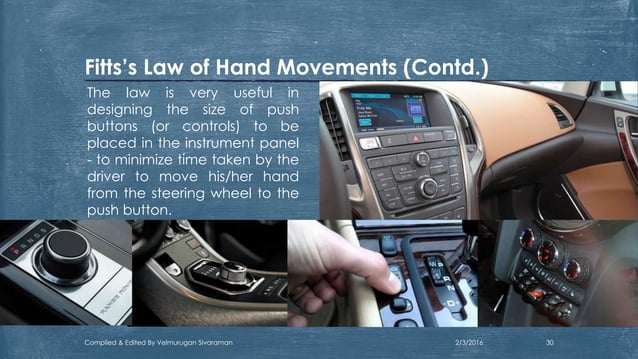 Fitts’s Law of Hand Movements (Contd.)
The law is very useful in
designing the size of push
buttons (or controls) to be
placed in the instrument panel
- to minimize time taken by the
driver to move his/her hand
from the steering wheel to the
push button.
P R N D S
Complied & Edited By Velmurugan Sivaraman
2/3/2016
30